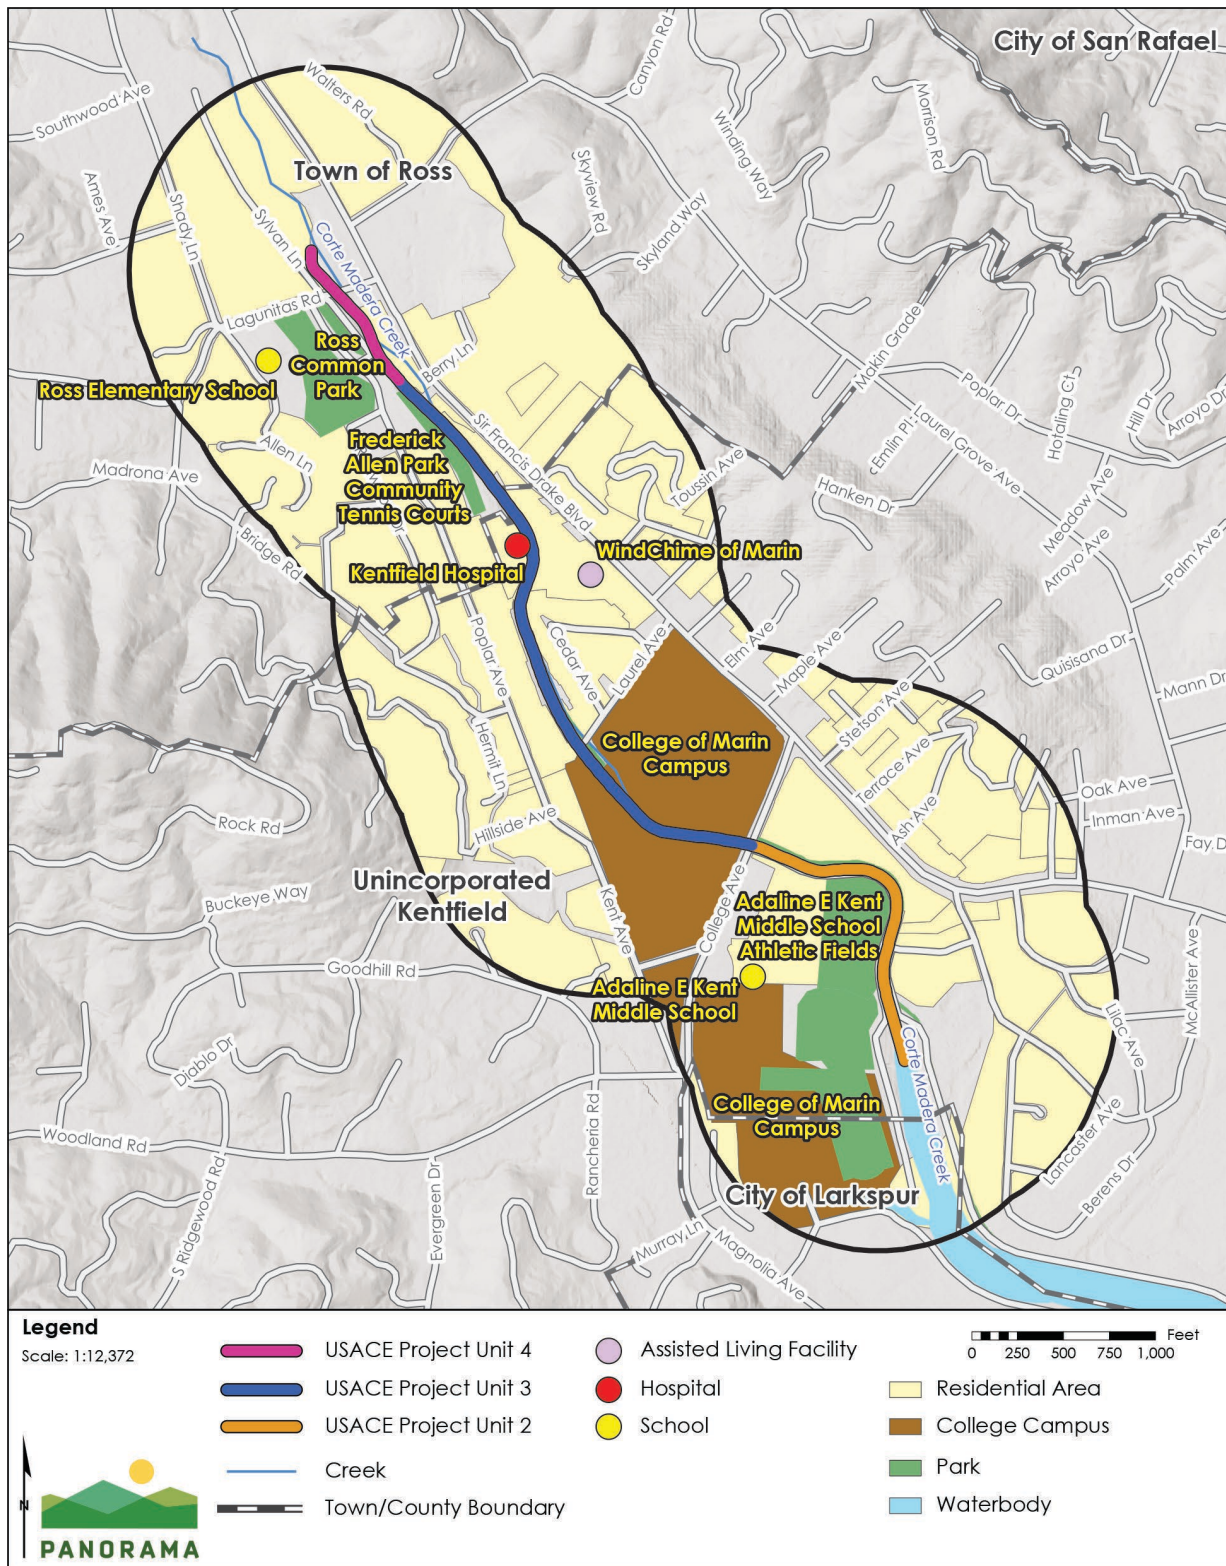 City of San Rafael
Canyon Rd
Walters Rd
Southwood Ave
Morrison Rd
Winding Way
Town of Ross
Skyview Rd
Ames Ave
Shady Ln
Sylvan Ln
Corte Madera Creek
Skyland Way
Lagunitas Rd
Makin Grade
Ross
Common
Park
Berry Ln
Ross Elementary School
Poplar Dr
Hotaling Ct
Hill Dr
Arroyo Dr
Emlin Pl
Laurel Grove Ave
Sir Francis Drake Blvd
Frederick
Allen Park
Community
Tennis Courts
Allen Ln
Madrona Ave
Toussin Ave
Hanken Dr
Meadow Ave
Bridge Rd
WindChime of Marin
Kentfield Hospital
Arroyo Ave
Palm Ave
Poplar Ave
Cedar Ave
Laurel Ave
Elm Ave
Maple Ave
Quisisana Dr
Mann Dr
Stetson Ave
Hermit Ln
College of Marin
Campus
Terrace Ave
Oak Ave
Inman Ave
Ash Ave
Rock Rd
Hillside Ave
Fay D
Unincorporated
Kentfield
Buckeye Way
Kent Ave
College Ave
Adaline E Kent
Middle School
Athletic Fields
Goodhill Rd
McAllister Ave
Adaline E Kent
Middle School
Lilac Ave
Diablo Dr
Corte Madera Creek
College of Marin
Campus
Woodland Rd
Rancheria Rd
Lancaster Ave
Berens Dr
City of Larkspur
S Ridgewood Rd
Evergreen Dr
Murray Ln
Magnolia Ave
Legend
Scale: 1:12,372
USACE Project Unit 4
USACE Project Unit 3
USACE Project Unit 2
Creek
Town/County Boundary
Assisted Living Facility
Hospital
School
Feet
0 250 500 750 1,000
Residential Area
College Campus
Park
Waterbody
N
PANORAMA